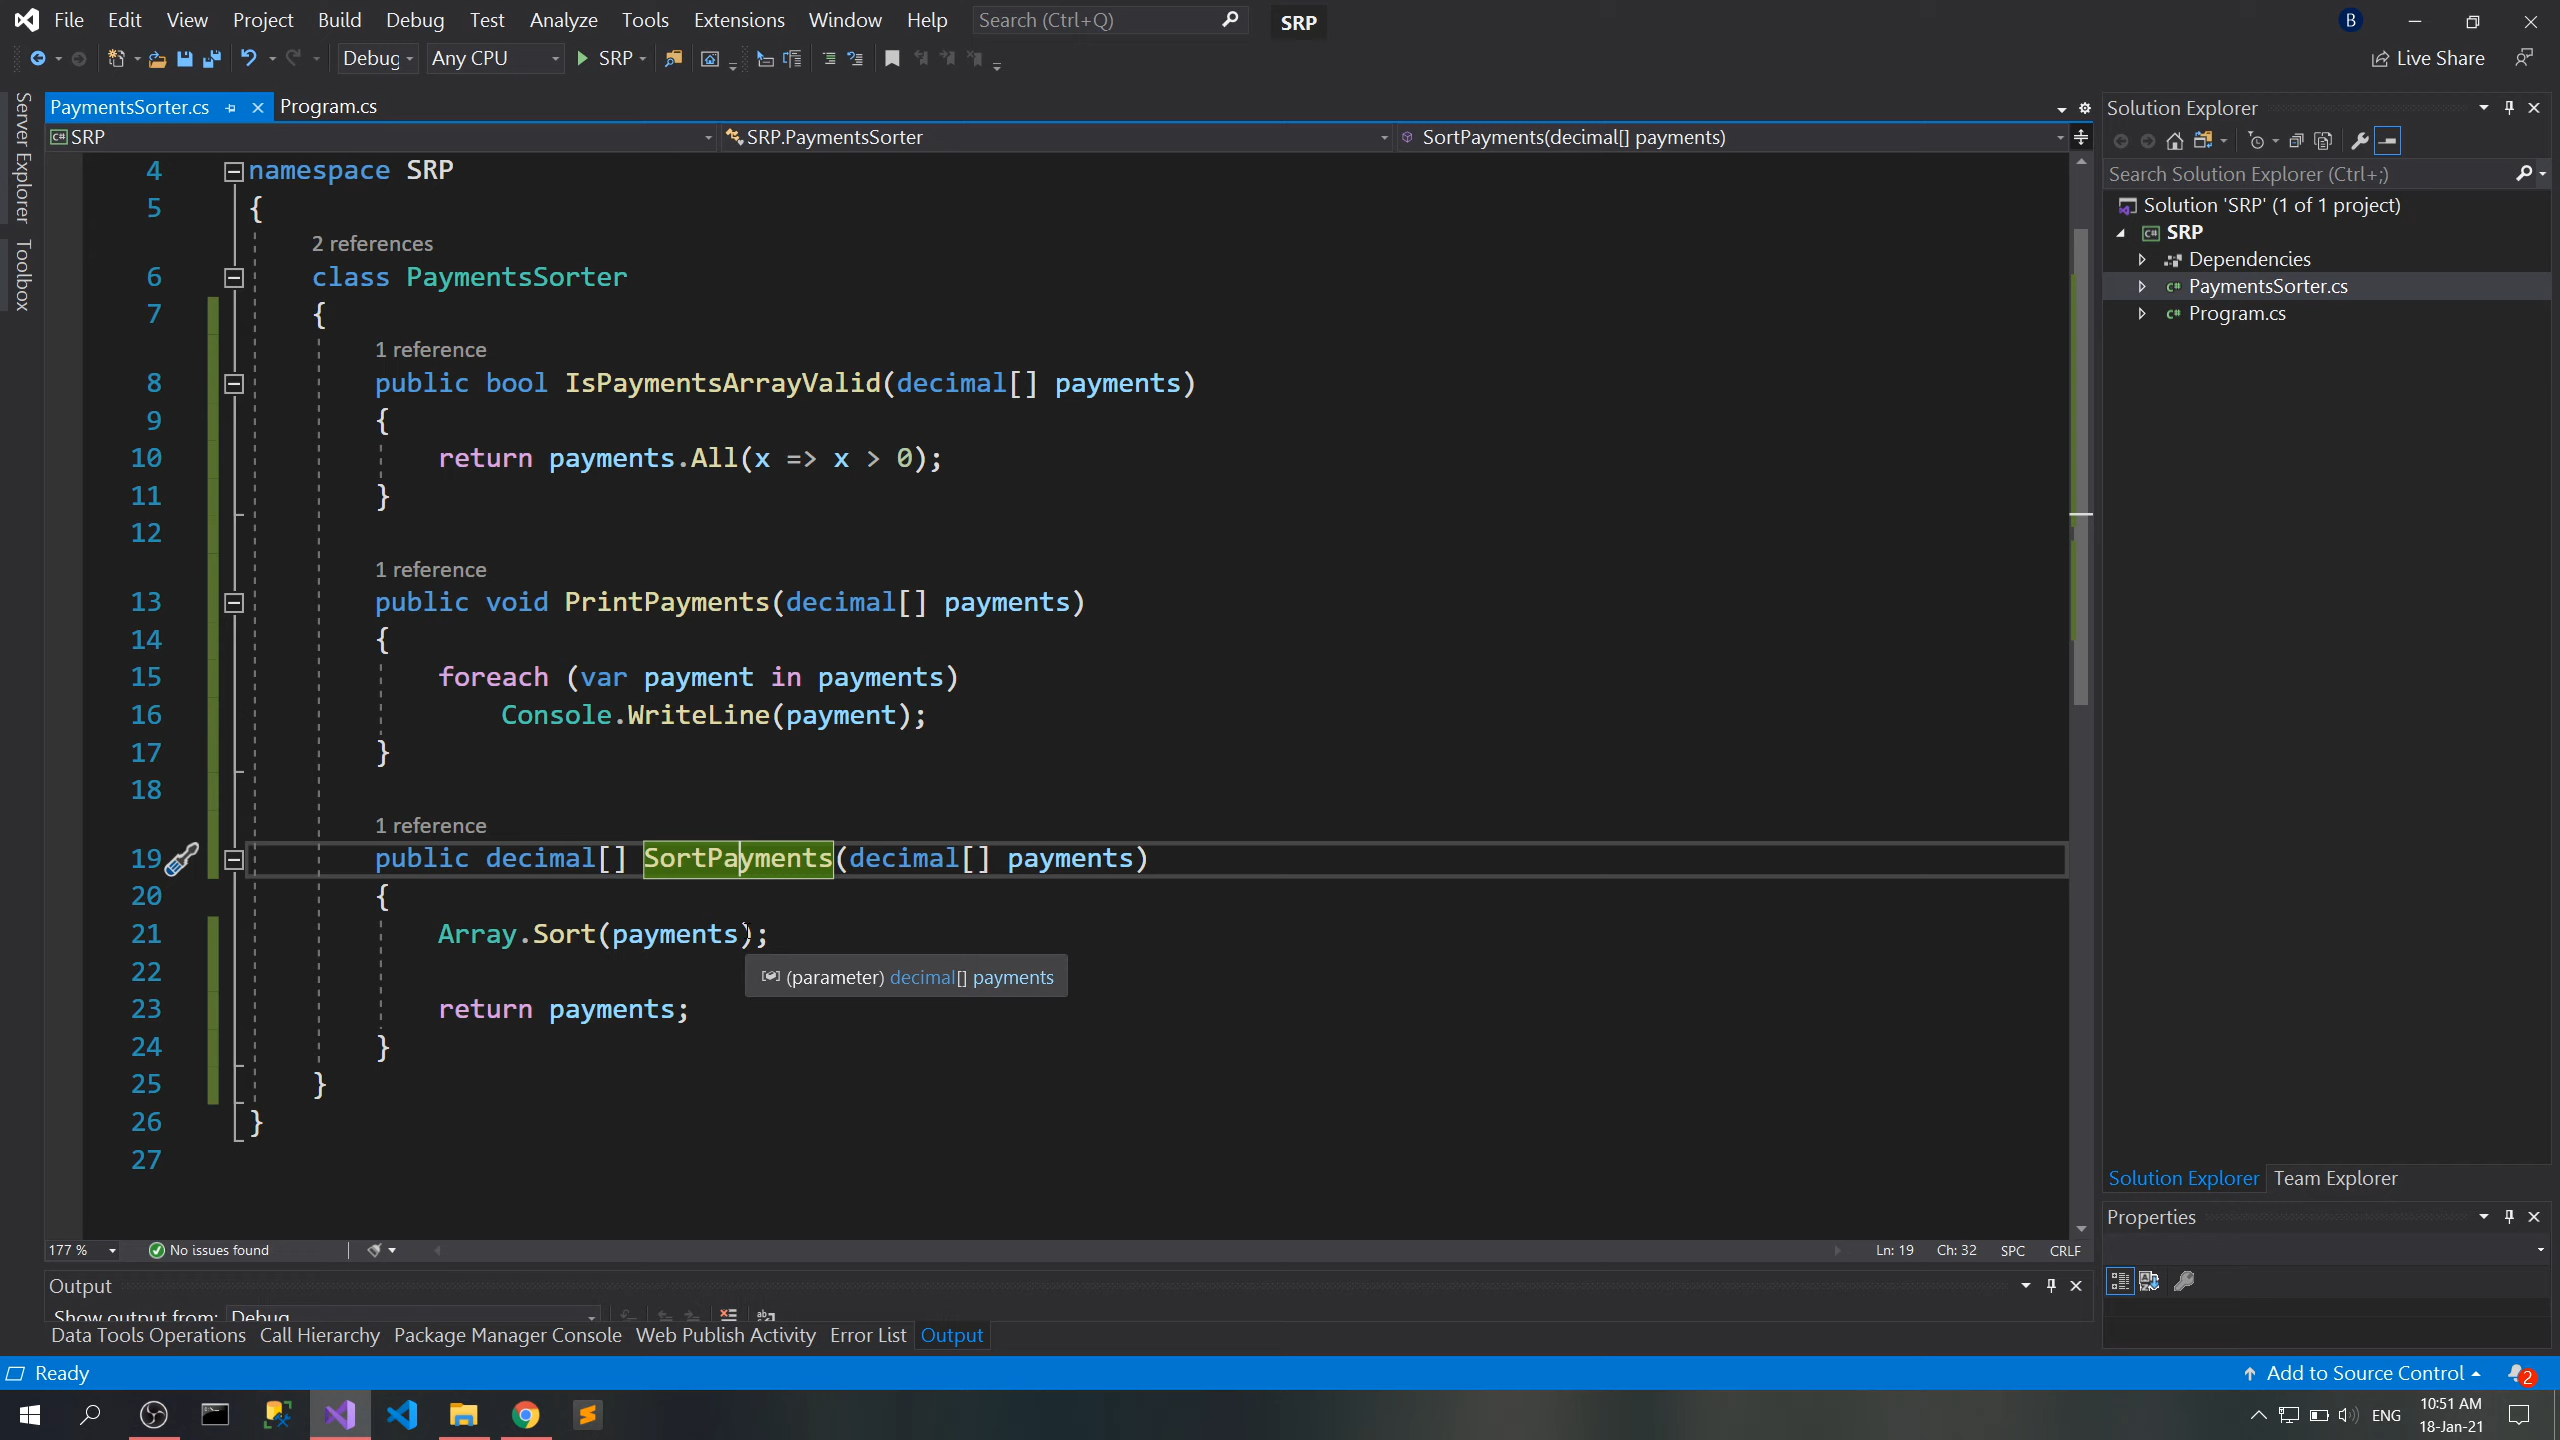 File Edit View Project Build Debug Test Analyze Tools Extensions Window Help Search (Ctrl+Q) SRP B
Debug Any CPU SRP Live Share
Server Explorer
Toolbox
PaymentsSorter.cs Program.cs
SRP SRP.PaymentsSorter SortPayments(decimal[] payments)
4 namespace SRP
5 {
2 references
6 class PaymentsSorter
7 {
1 reference
8 public bool IsPaymentsArrayValid(decimal[] payments)
9 {
10 return payments.All(x => x > 0);
11 }
12
1 reference
13 public void PrintPayments(decimal[] payments)
14 {
15 foreach (var payment in payments)
16 Console.WriteLine(payment);
17 }
18
1 reference
19 public decimal[] SortPayments(decimal[] payments)
20 {
21 Array.Sort(payments);
22
(parameter) decimal[] payments
23 return payments;
24 }
25 }
26 }
27
177 % No issues found Ln: 19 Ch: 32 SPC CRLF
Output
Show output from: Debug
Data Tools Operations Call Hierarchy Package Manager Console Web Publish Activity Error List Output
Solution Explorer
Search Solution Explorer (Ctrl+;)
Solution 'SRP' (1 of 1 project)
SRP
Dependencies
PaymentsSorter.cs
Program.cs
Solution Explorer Team Explorer
Properties
Ready Add to Source Control 2
ENG 10:51 AM
18-Jan-21